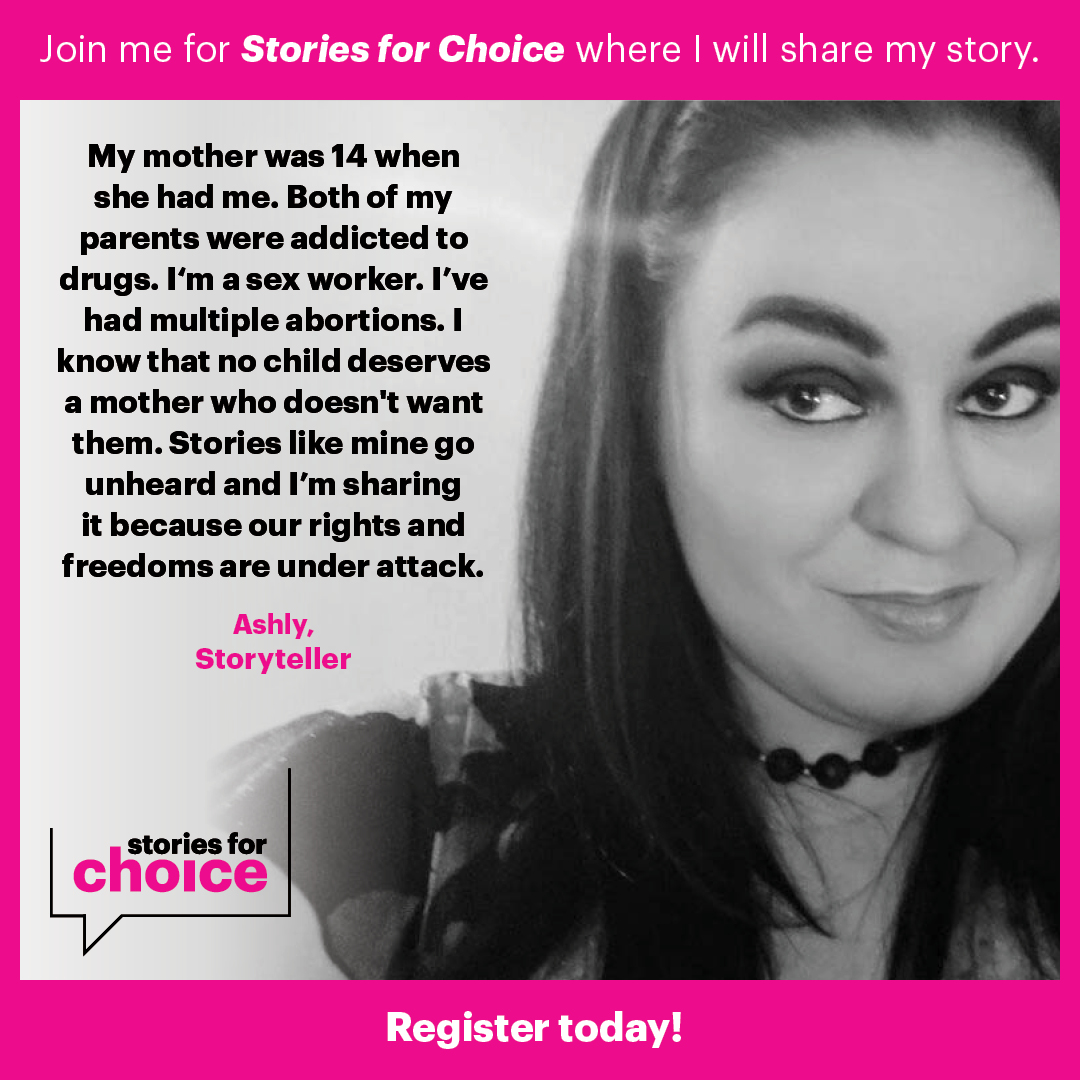 Join me for Stories for Choice where I will share my story.
My mother was 14 when
she had me. Both of my
parents were addicted to
drugs. I‘m a sex worker. I’ve
had multiple abortions. I
know that no child deserves
a mother who doesn't want
them. Stories like mine go
unheard and I’m sharing
it because our rights and
freedoms are under attack.
Ashly,
Storyteller
stories for
choice
Register today!